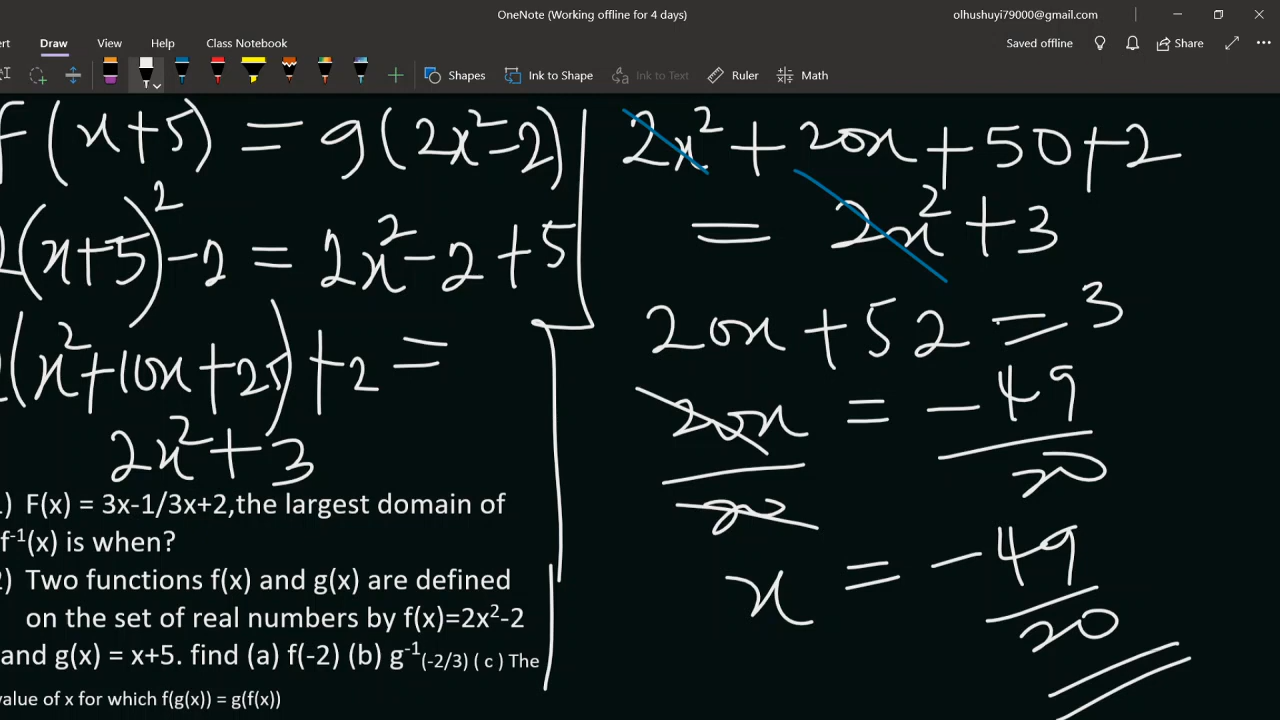 OneNote (Working offline for 4 days)
olhushuyi79000@gmail.com
Draw View Help Class Notebook
Saved offline Share
Shapes Ink to Shape Ink to Text Ruler Math
f(x+5) = g(2x²-2)
2(x+5)²-2 = 2x²-2+5
2(x²+10x+25)+2 =
2x²+3
1) F(x) = 3x-1/3x+2,the largest domain of
f⁻¹(x) is when?
2) Two functions f(x) and g(x) are defined
on the set of real numbers by f(x)=2x²-2
and g(x) = x+5. find (a) f(-2) (b) g⁻¹(-2/3) ( c ) The
value of x for which f(g(x)) = g(f(x))
2x²+20x+50+2
= 2x²+3
20x+52=3
20x/20 = -49/20
x = -49/20